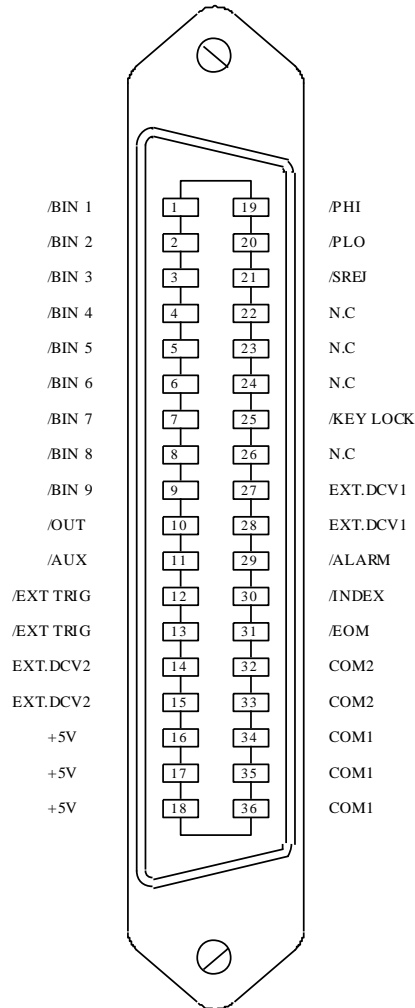 /BIN 1 1 19 /PHI
/BIN 2 2 20 /PLO
/BIN 3 3 21 /SREJ
/BIN 4 4 22 N.C
/BIN 5 5 23 N.C
/BIN 6 6 24 N.C
/BIN 7 7 25 /KEY LOCK
/BIN 8 8 26 N.C
/BIN 9 9 27 EXT.DCV1
/OUT 10 28 EXT.DCV1
/AUX 11 29 /ALARM
/EXT TRIG 12 30 /INDEX
/EXT TRIG 13 31 /EOM
EXT.DCV2 14 32 COM2
EXT.DCV2 15 33 COM2
+5V 16 34 COM1
+5V 17 35 COM1
+5V 18 36 COM1